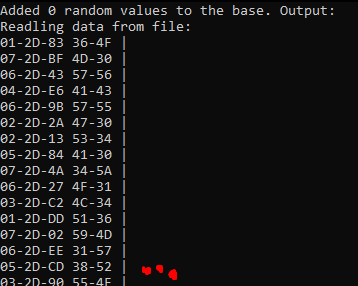 Added 0 random values to the base. Output:
Readling data from file:
01-2D-83 36-4F |
07-2D-BF 4D-30 |
06-2D-43 57-56 |
04-2D-E6 41-43 |
06-2D-9B 57-55 |
02-2D-2A 47-30 |
02-2D-13 53-34 |
05-2D-84 41-30 |
07-2D-4A 34-5A |
06-2D-27 4F-31 |
03-2D-C2 4C-34 |
01-2D-DD 51-36 |
07-2D-02 59-4D |
06-2D-EE 31-57 |
05-2D-CD 38-52 |
03-2D-90 55-4F |